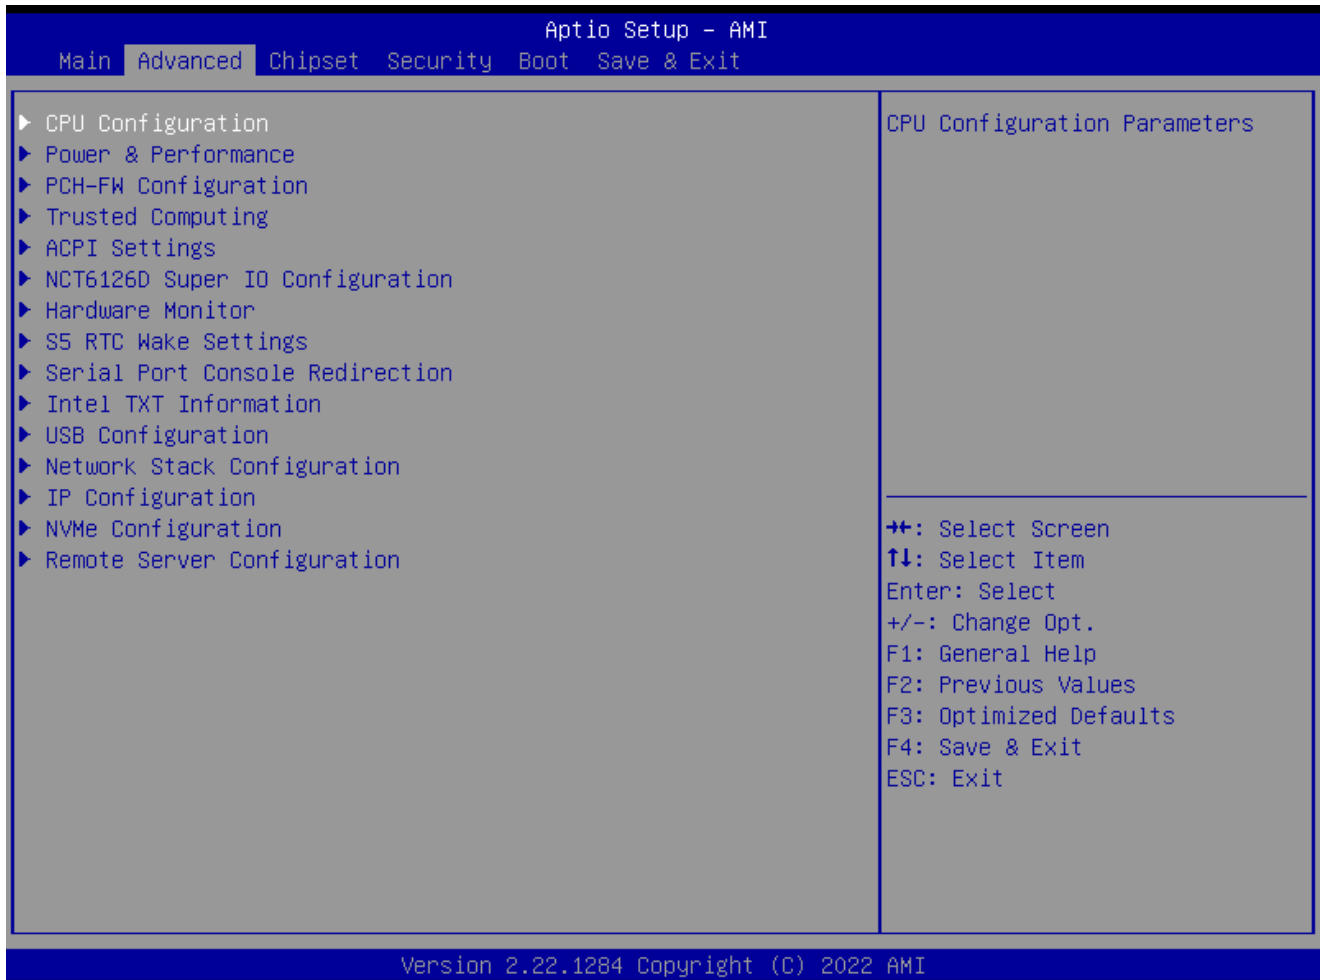 Aptio Setup - AMI
Main Advanced Chipset Security Boot Save & Exit
CPU Configuration
Power & Performance
PCH-FW Configuration
Trusted Computing
ACPI Settings
NCT6126D Super IO Configuration
Hardware Monitor
S5 RTC Wake Settings
Serial Port Console Redirection
Intel TXT Information
USB Configuration
Network Stack Configuration
IP Configuration
NVMe Configuration
Remote Server Configuration
CPU Configuration Parameters
→←: Select Screen
↑↓: Select Item
Enter: Select
+/-: Change Opt.
F1: General Help
F2: Previous Values
F3: Optimized Defaults
F4: Save & Exit
ESC: Exit
Version 2.22.1284 Copyright (C) 2022 AMI